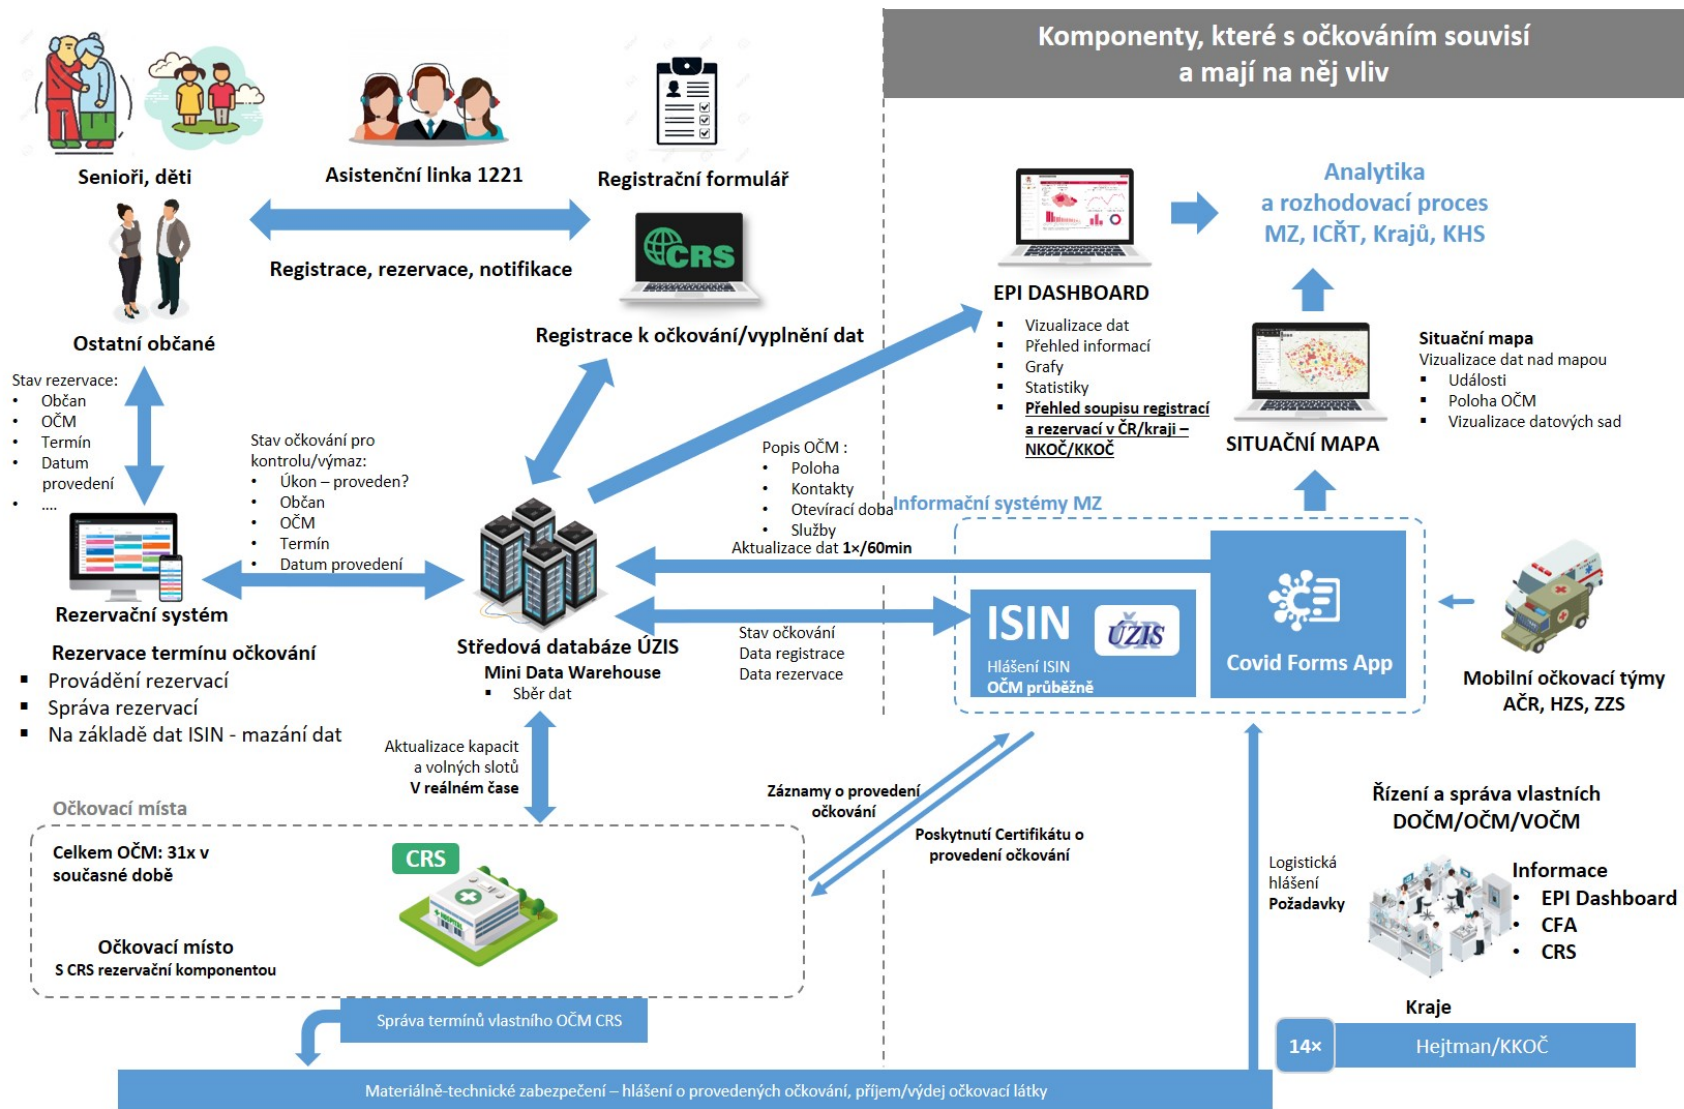 Komponenty, které s očkováním souvisí
a mají na něj vliv
Senioři, děti
Asistenční linka 1221
Registrační formulář
CRS
Registrace, rezervace, notifikace
Ostatní občané
Registrace k očkování/vyplnění dat
Stav rezervace:
• Občan
• OČM
• Termín
• Datum
provedení
• ....
Stav očkování pro
kontrolu/výmaz:
• Úkon – proveden?
• Občan
• OČM
• Termín
• Datum provedení
Rezervační systém
Rezervace termínu očkování
▪ Provádění rezervací
▪ Správa rezervací
▪ Na základě dat ISIN - mazání dat
Středová databáze ÚZIS
Mini Data Warehouse
▪ Sběr dat
EPI DASHBOARD
▪ Vizualizace dat
▪ Přehled informací
▪ Grafy
▪ Statistiky
▪ Přehled soupisu registrací
a rezervací v ČR/kraji –
NKOČ/KKOČ
Analytika
a rozhodovací proces
MZ, ICŘT, Krajů, KHS
SITUAČNÍ MAPA
Situační mapa
Vizualizace dat nad mapou
▪ Události
▪ Poloha OČM
▪ Vizualizace datových sad
Popis OČM :
• Poloha
• Kontakty
• Otevírací doba
• Služby
Aktualizace dat 1×/60min
Informační systémy MZ
ISIN
ÚZIS
ČR
Hlášení ISIN
OČM průběžně
Covid Forms App
Stav očkování
Data registrace
Data rezervace
Mobilní očkovací týmy
AČR, HZS, ZZS
Aktualizace kapacit
a volných slotů
V reálném čase
Očkovací místa
Celkem OČM: 31x v
současné době
CRS
HOSPITAL
Očkovací místo
S CRS rezervační komponentou
Záznamy o provedení
očkování
Poskytnutí Certifikátu o
provedení očkování
Řízení a správa vlastních
DOČM/OČM/VOČM
Logistická
hlášení
Požadavky
Informace
• EPI Dashboard
• CFA
• CRS
Kraje
14×
Hejtman/KKOČ
Správa termínů vlastního OČM CRS
Materiálně-technické zabezpečení – hlášení o provedených očkování, příjem/výdej očkovací látky